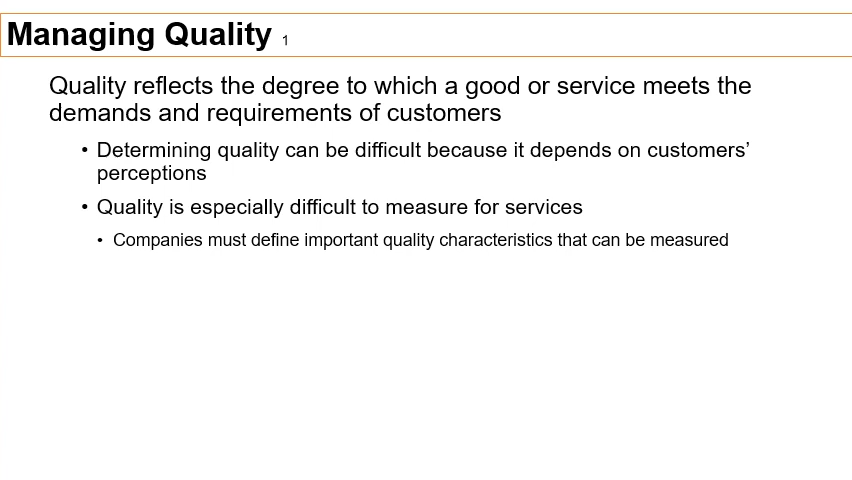 Managing Quality 1
Quality reflects the degree to which a good or service meets the
demands and requirements of customers
• Determining quality can be difficult because it depends on customers’
perceptions
• Quality is especially difficult to measure for services
• Companies must define important quality characteristics that can be measured